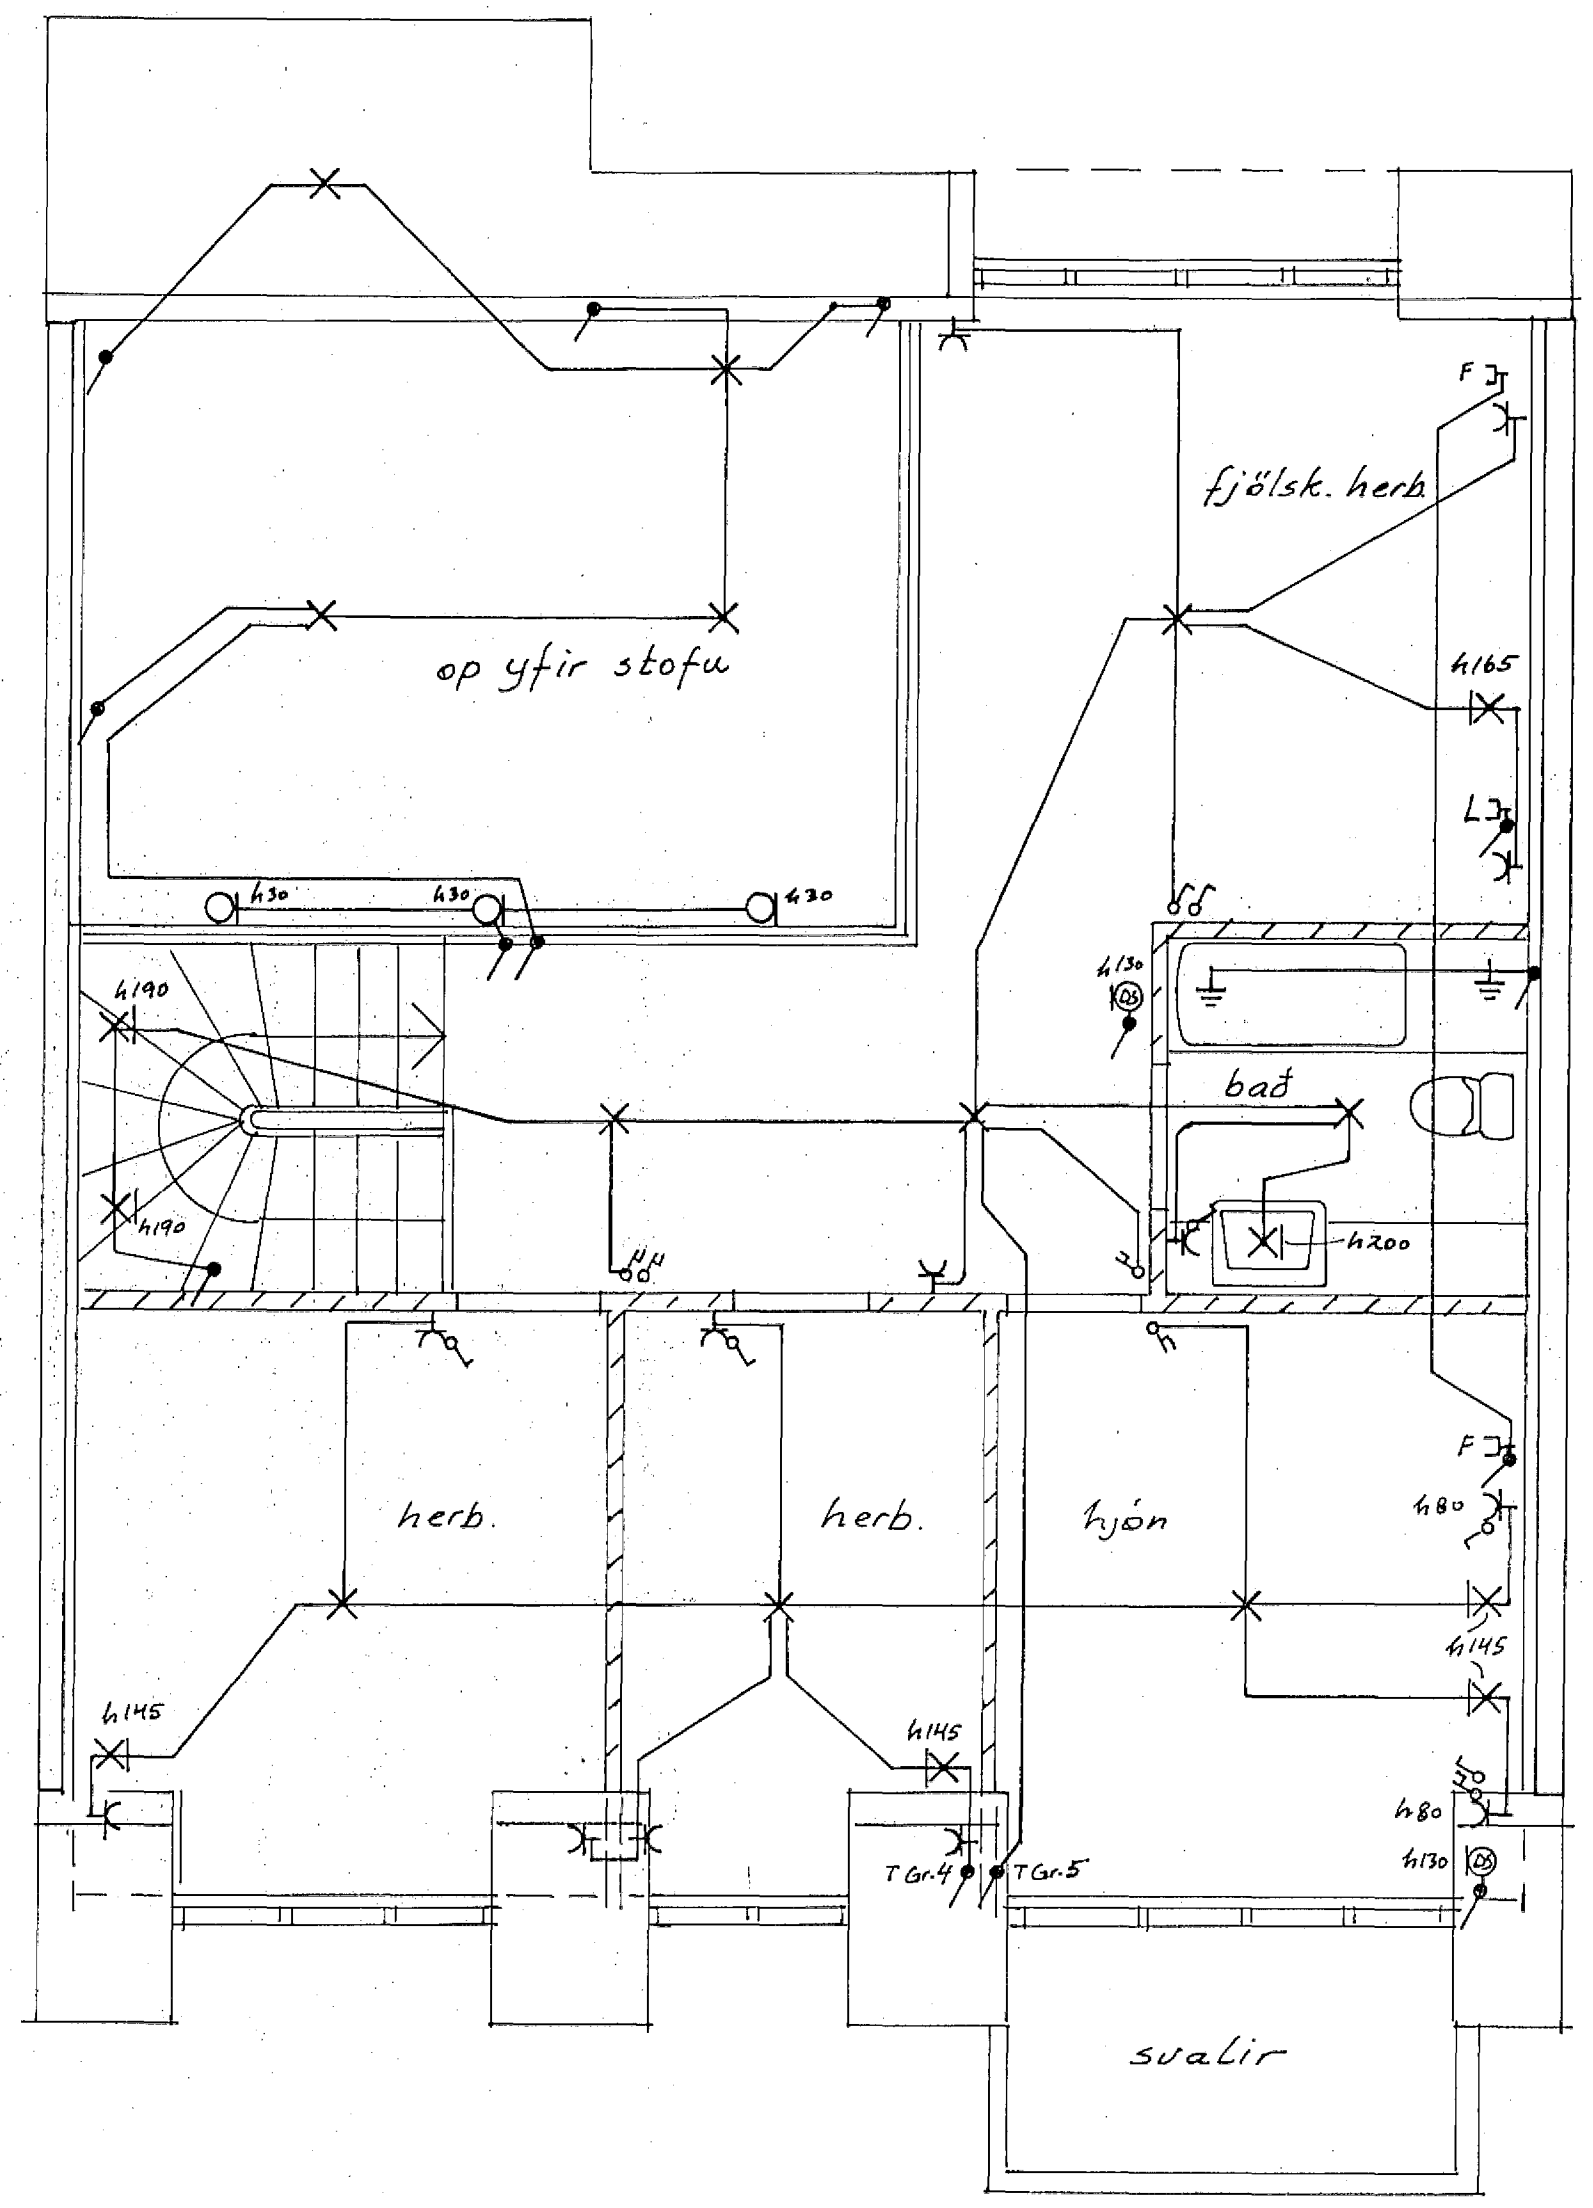 F
fjölsk. herb.
op yfir stofu
h165
L
h30
h30
h30
h130
DS
h190
bað
h190
h200
F
h80
herb.
herb.
hjón
h145
h145
h145
h80
h130
DS
T Gr.4
T Gr.5
svalir